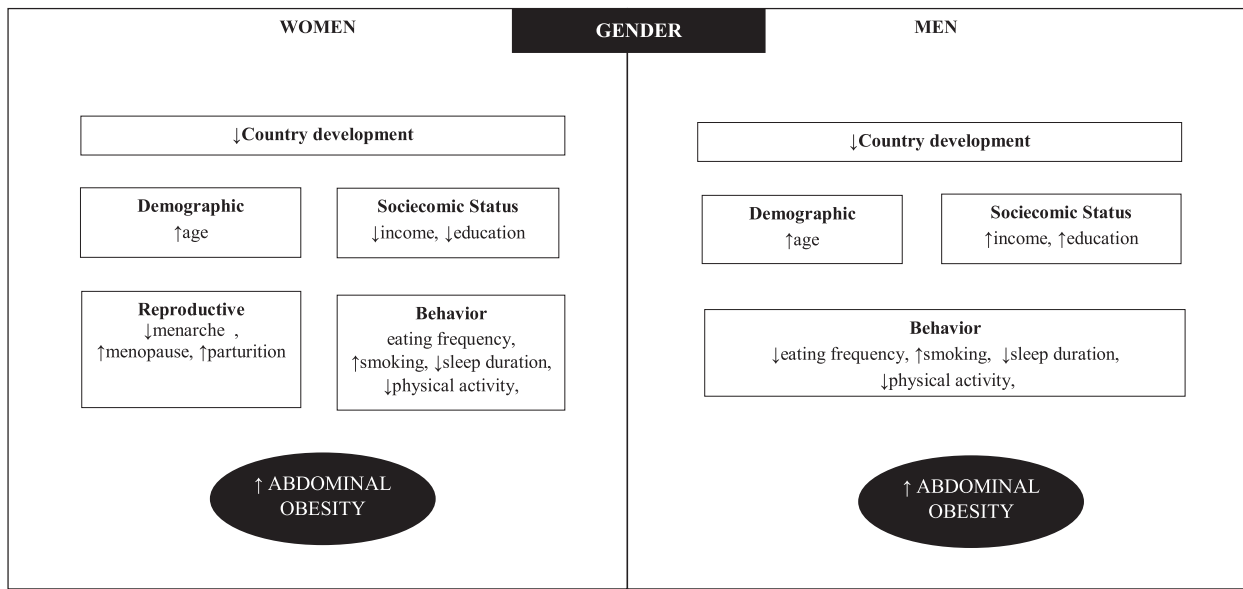 WOMEN
GENDER
MEN
↓Country development
Demographic
↑age
Sociecomic Status
↓income, ↓education
Reproductive
↓menarche ,
↑menopause, ↑parturition
Behavior
eating frequency,
↑smoking, ↓sleep duration,
↓physical activity,
↑ ABDOMINAL
OBESITY
↓Country development
Demographic
↑age
Sociecomic Status
↑income, ↑education
Behavior
↓eating frequency, ↑smoking, ↓sleep duration,
↓physical activity,
↑ ABDOMINAL
OBESITY